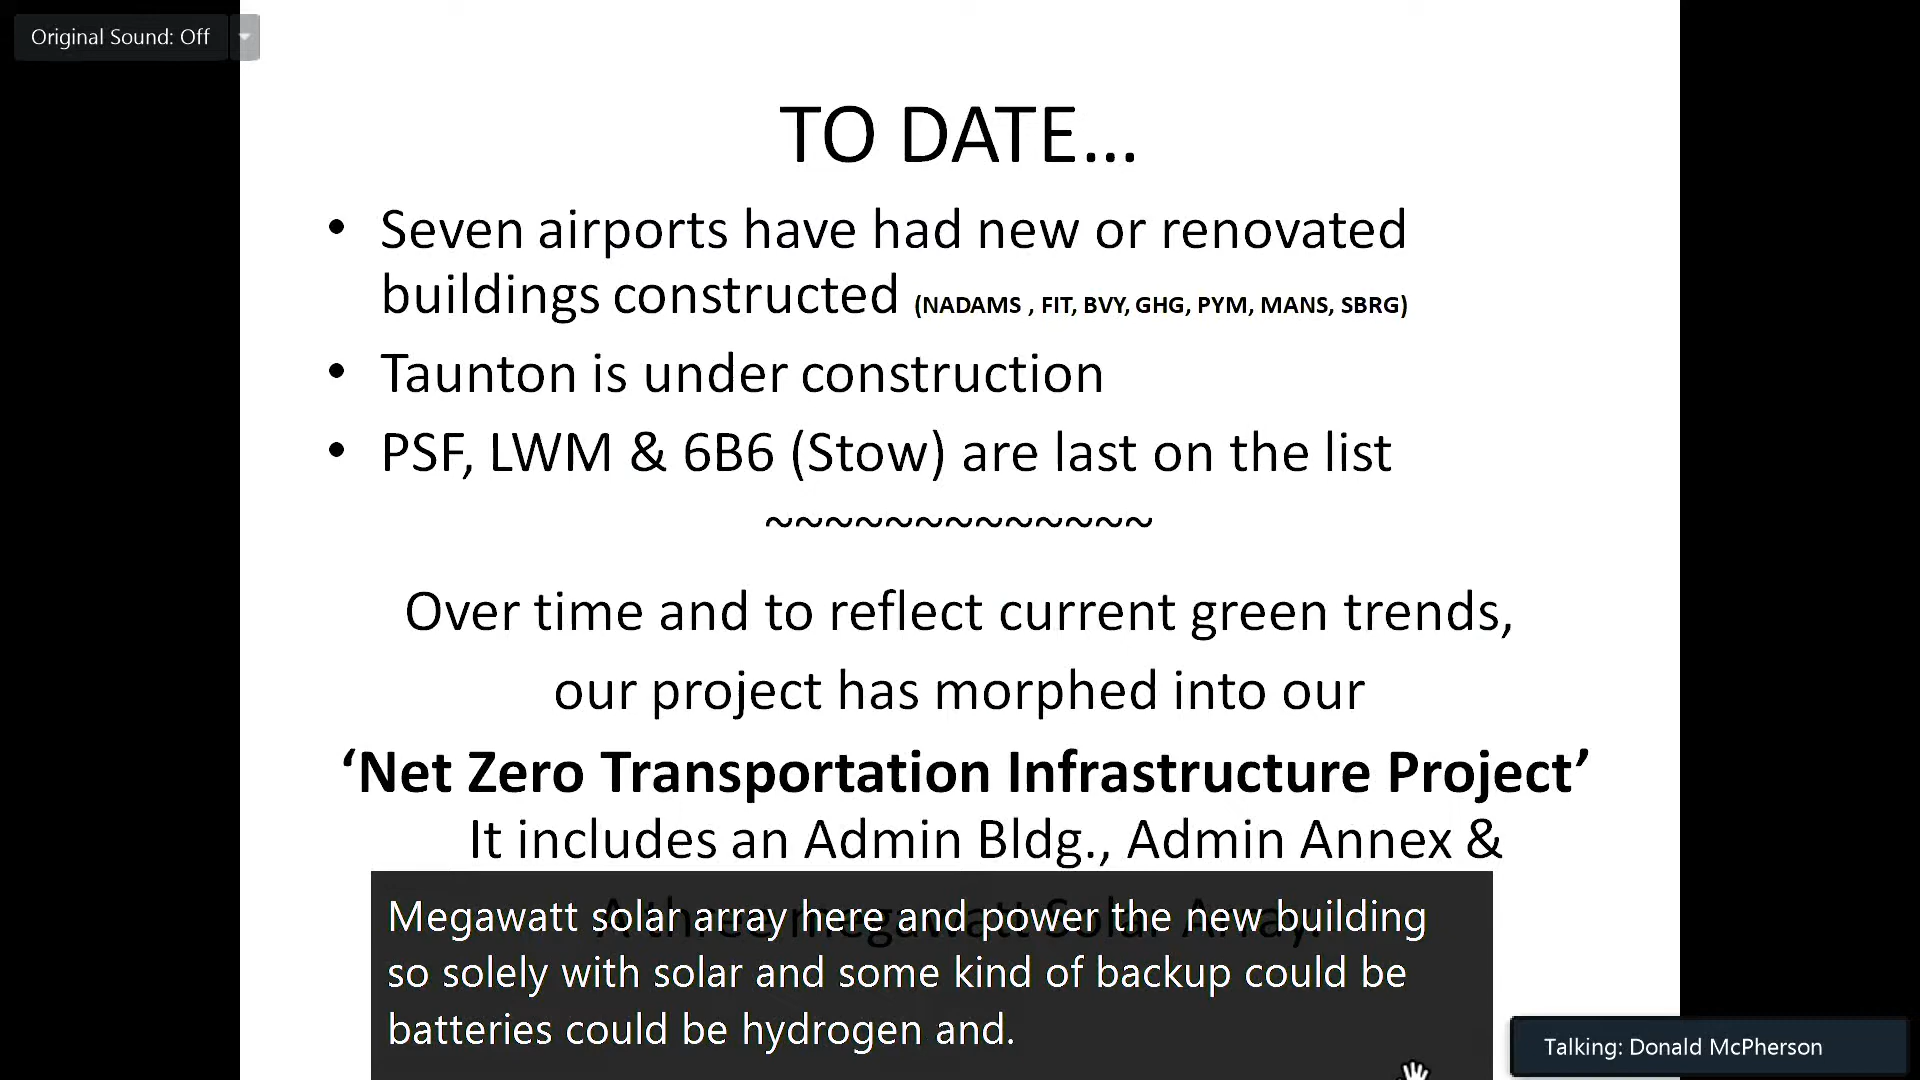 Original Sound: Off
TO DATE...
• Seven airports have had new or renovated
buildings constructed (NADAMS , FIT, BVY, GHG, PYM, MANS, SBRG)
• Taunton is under construction
• PSF, LWM & 6B6 (Stow) are last on the list
~~~~~~~~~~~~~
Over time and to reflect current green trends,
our project has morphed into our
‘Net Zero Transportation Infrastructure Project’
It includes an Admin Bldg., Admin Annex &
A three megawatt Solar Array.
Megawatt solar array here and power the new building
so solely with solar and some kind of backup could be
batteries could be hydrogen and.
Talking: Donald McPherson